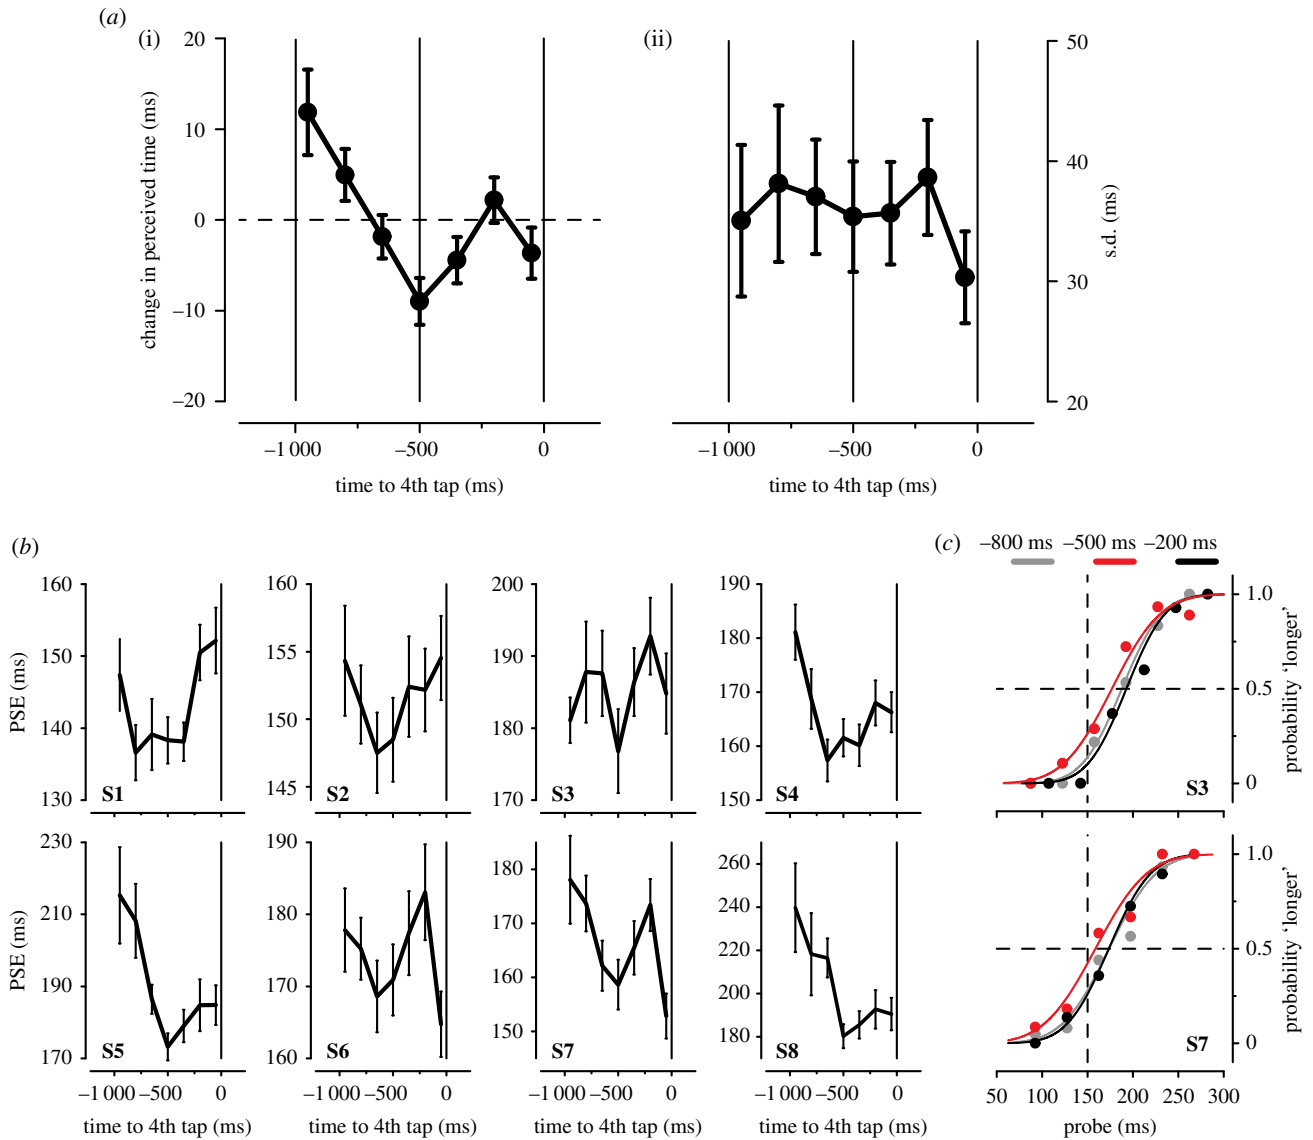 (a)
(i)
(ii)
change in perceived time (ms)
20
10
0
−10
−20
50
40
30
20
s.d. (ms)
−1 000
−500
0
−1 000
−500
0
time to 4th tap (ms)
time to 4th tap (ms)
(b)
PSE (ms)
160
150
140
130
S1
160
155
150
145
S2
200
190
180
170
S3
190
180
170
160
150
S4
(c)
−800 ms −500 ms −200 ms
1.0
0.5
0
probability ‘longer’
S3
PSE (ms)
230
210
190
170
S5
190
180
170
160
S6
180
170
160
150
S7
260
240
220
200
180
S8
1.0
0.5
0
probability ‘longer’
S7
−1 000 −500 0
−1 000 −500 0
−1 000 −500 0
−1 000 −500 0
50 100 150 200 250 300
time to 4th tap (ms)
time to 4th tap (ms)
time to 4th tap (ms)
time to 4th tap (ms)
probe (ms)